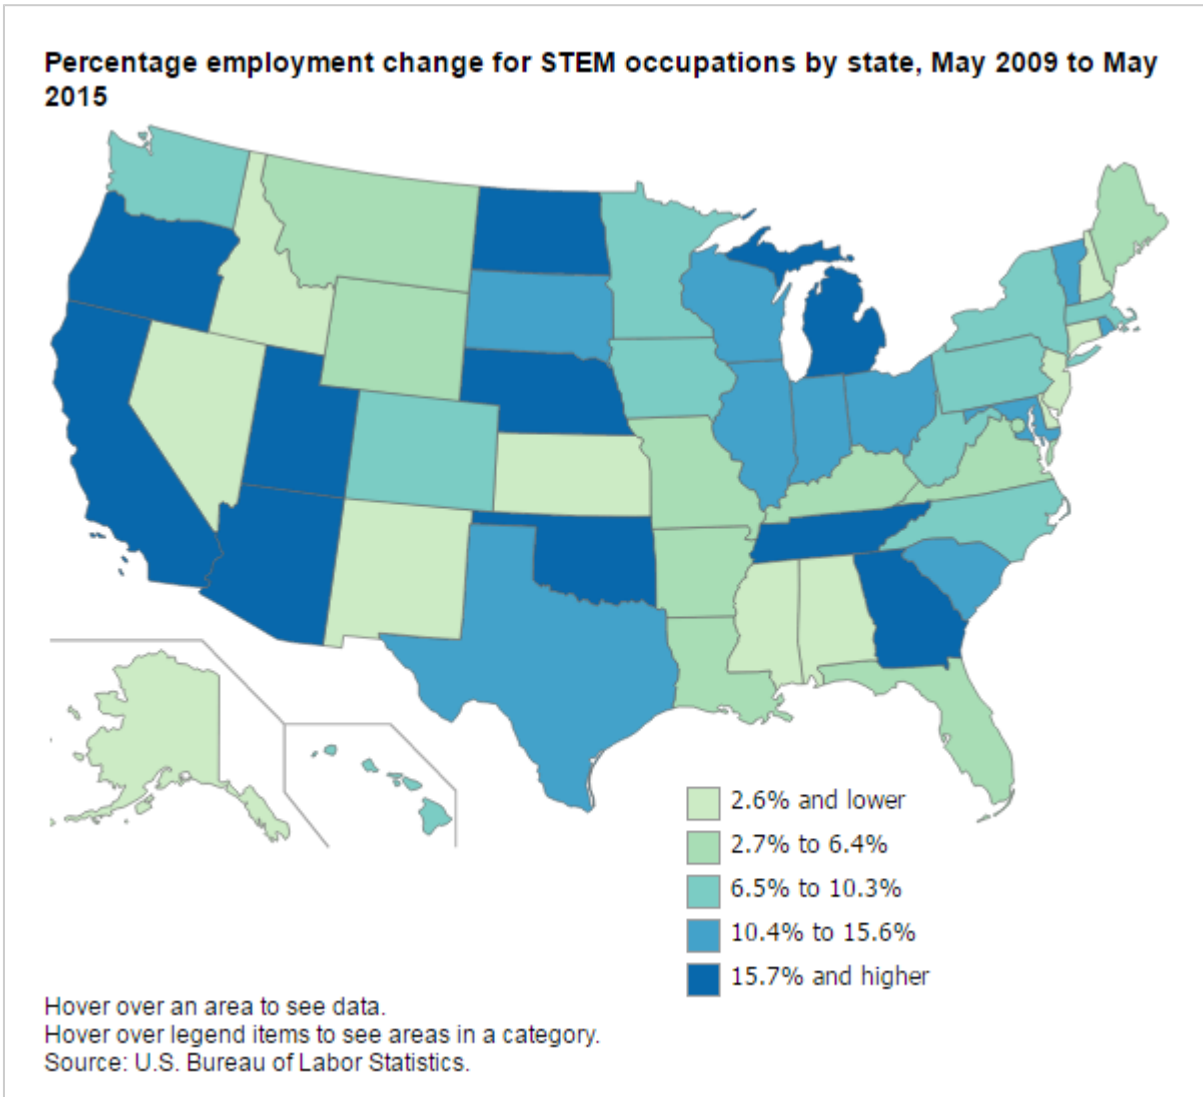 Percentage employment change for STEM occupations by state, May 2009 to May
2015
2.6% and lower
2.7% to 6.4%
6.5% to 10.3%
10.4% to 15.6%
15.7% and higher
Hover over an area to see data.
Hover over legend items to see areas in a category.
Source: U.S. Bureau of Labor Statistics.